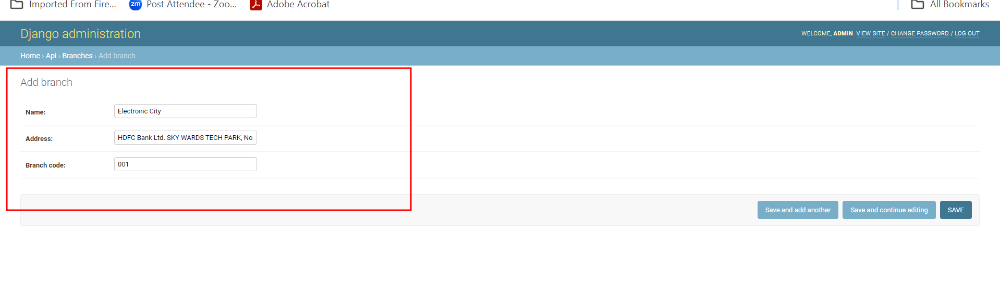 Imported From Fire... zm Post Attendee - Zoo... Adobe Acrobat All Bookmarks
Django administration WELCOME, ADMIN. VIEW SITE / CHANGE PASSWORD / LOG OUT
Home › Api › Branches › Add branch
Add branch
Name: Electronic City
Address: HDFC Bank Ltd. SKY WARDS TECH PARK, No.
Branch code: 001
Save and add another Save and continue editing SAVE